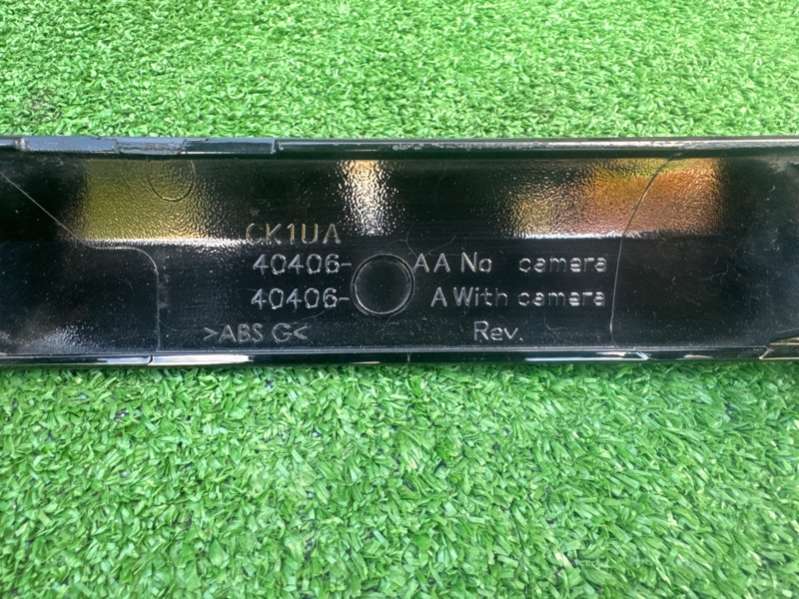 CK1UA
40406- AA No camera
40406- A With camera
>ABS G< Rev.